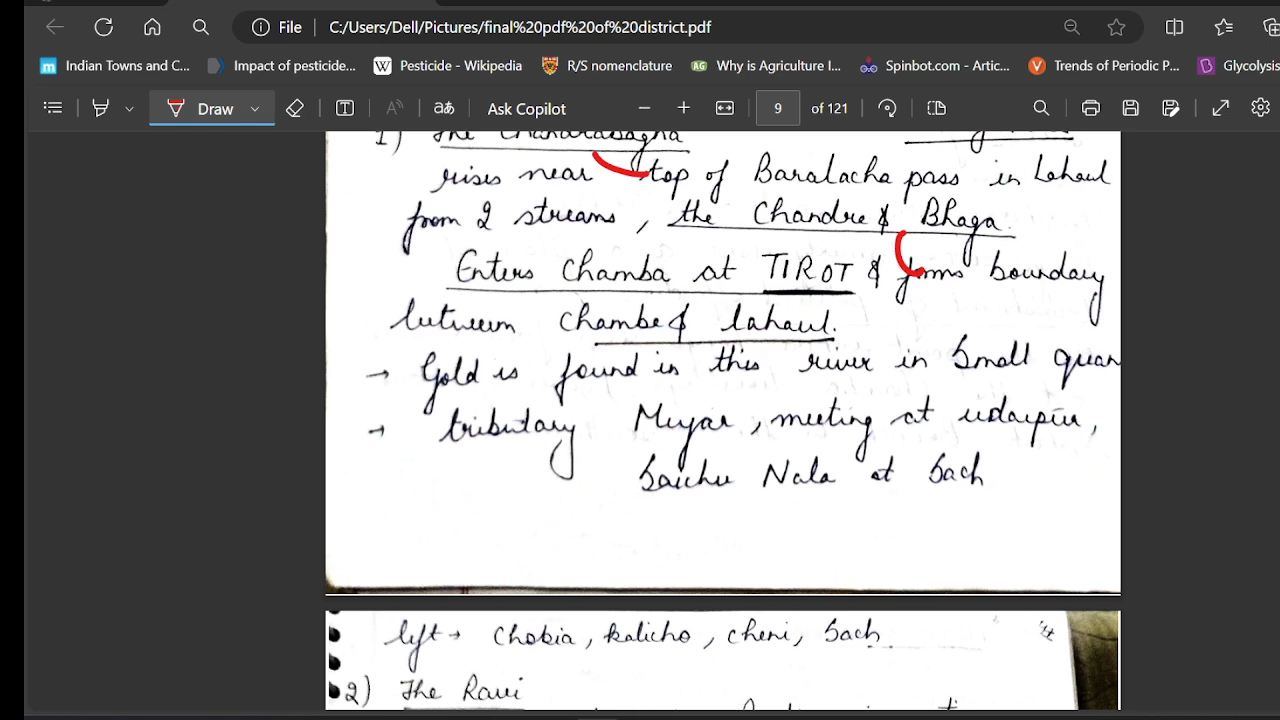 File C:/Users/Dell/Pictures/final%20pdf%20of%20district.pdf
Indian Towns and C... Impact of pesticide... Pesticide - Wikipedia R/S nomenclature Why is Agriculture I... Spinbot.com - Artic... Trends of Periodic P... Glycolysis
Draw Ask Copilot 9 of 121
1) The Chandrabagha
rises near top of Baralacha pass in Lahaul
from 2 streams, the Chandra & Bhaga.
Enters Chamba at TIROT & forms boundary
between Chamba & Lahaul.
→ Gold is found in this river in small quan
→ tributary Miyar, meeting at udaipur,
Saichu Nala at Sach
left → Chobia, Kalicho, Cheni, Sach
2) The Ravi